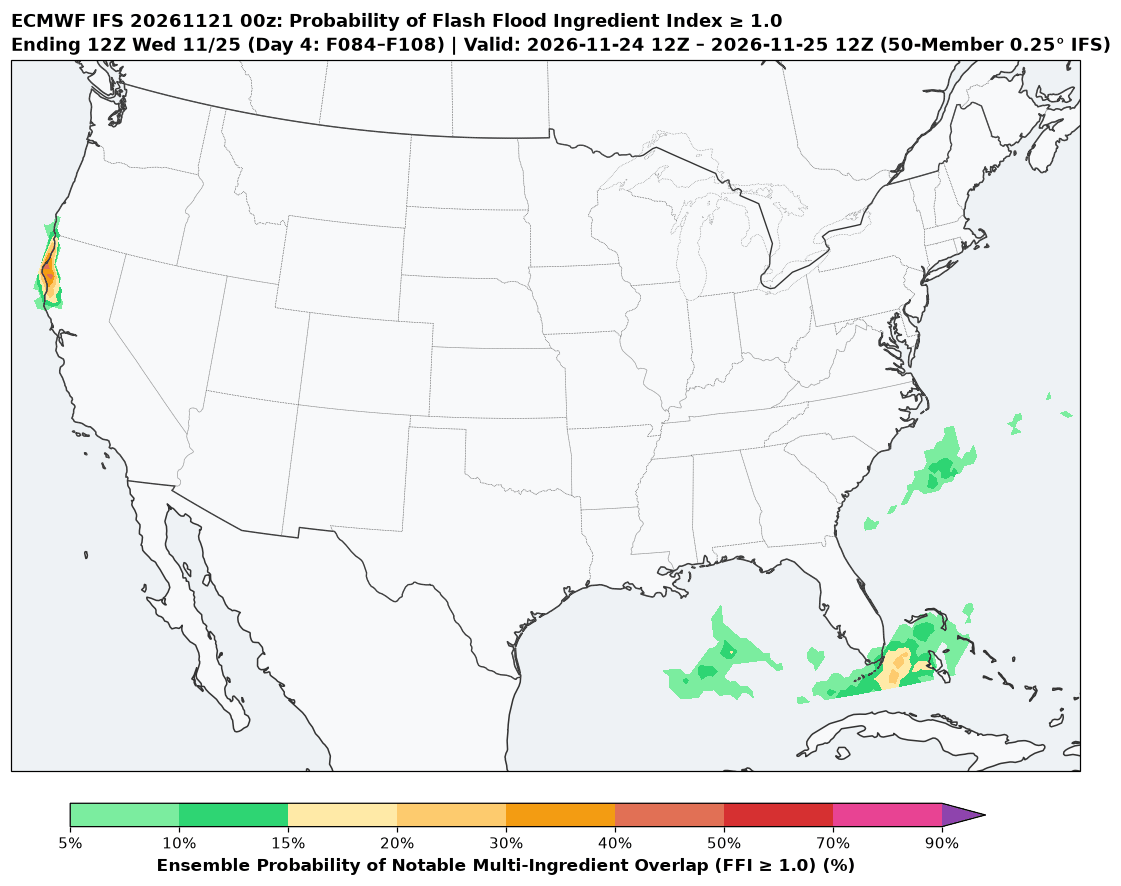 ECMWF IFS 20261121 00z: Probability of Flash Flood Ingredient Index ≥ 1.0
Ending 12Z Wed 11/25 (Day 4: F084–F108) | Valid: 2026-11-24 12Z – 2026-11-25 12Z (50-Member 0.25° IFS)
5% 10% 15% 20% 30% 40% 50% 70% 90%
Ensemble Probability of Notable Multi-Ingredient Overlap (FFI ≥ 1.0) (%)